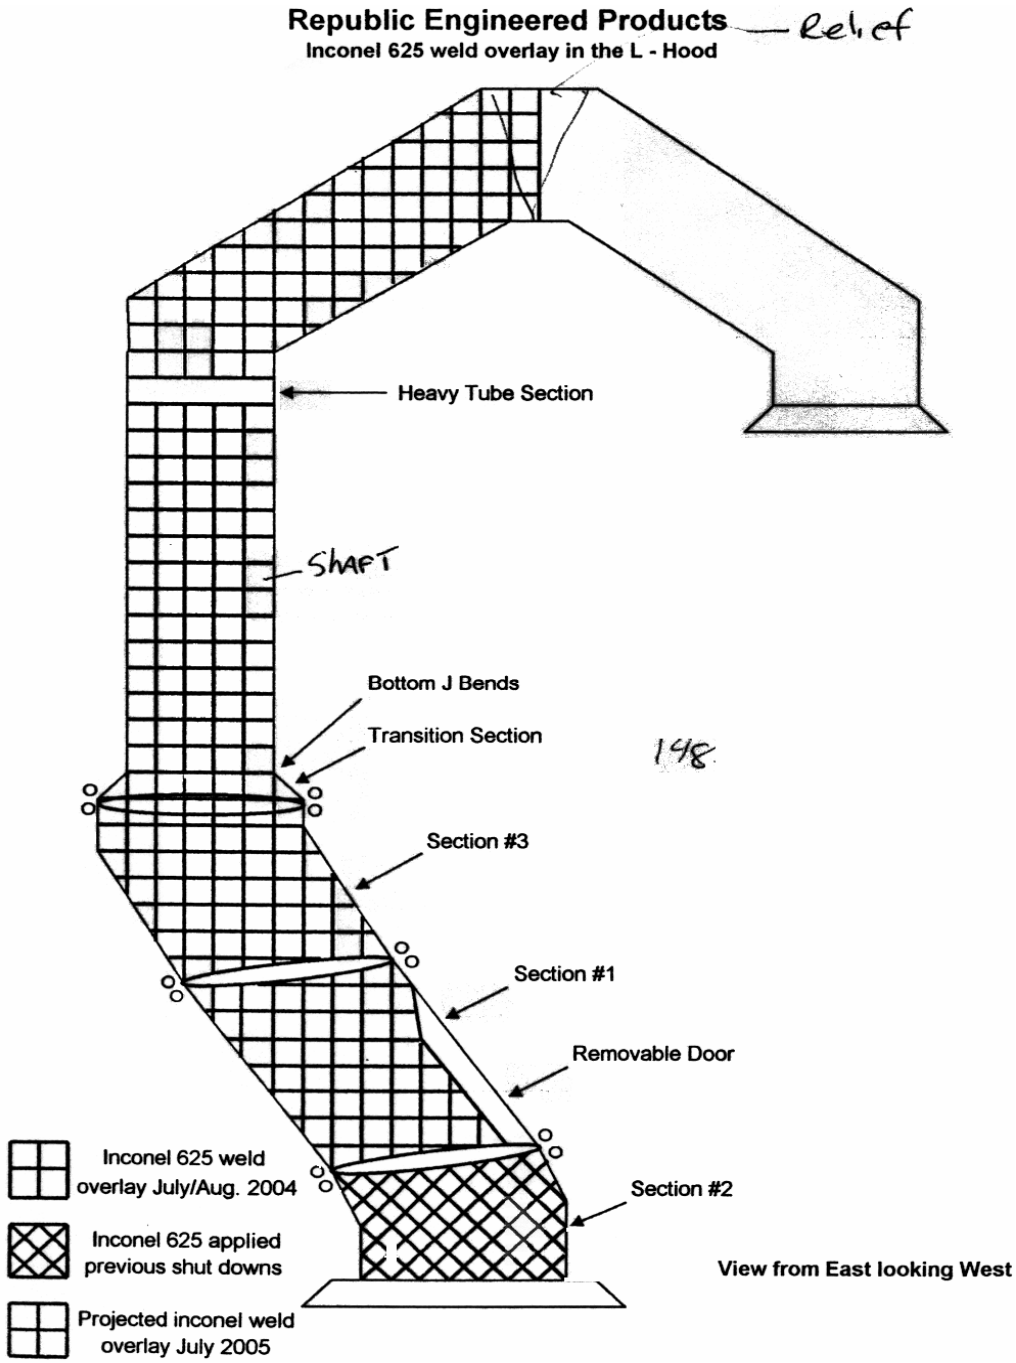 Republic Engineered Products
Relief
Inconel 625 weld overlay in the L - Hood
Heavy Tube Section
SHAFT
Bottom J Bends
Transition Section
148
Section #3
Section #1
Removable Door
Section #2
Inconel 625 weld
overlay July/Aug. 2004
Inconel 625 applied
previous shut downs
View from East looking West
Projected inconel weld
overlay July 2005